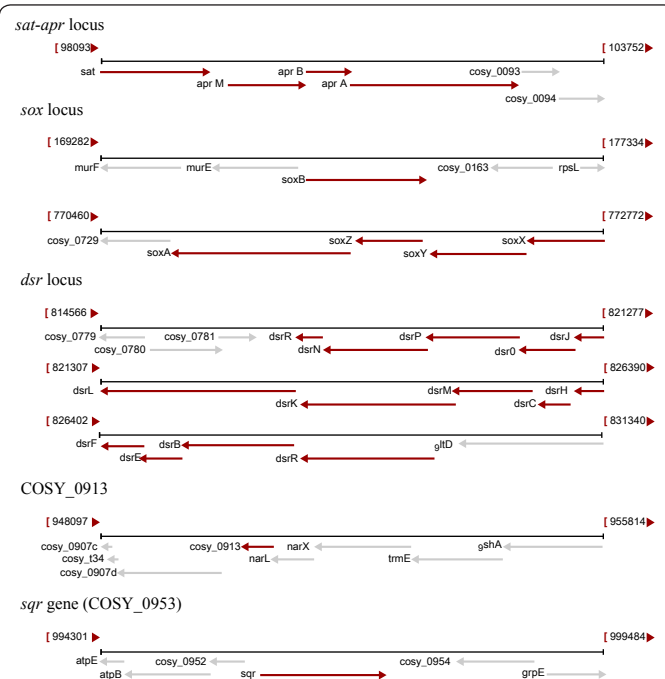 sat-apr locus
[ 98093 [ 103752
sat apr B cosy_0093
apr M apr A
cosy_0094
sox locus
[ 169282 [ 177334
murF murE cosy_0163 rpsL
soxB
[ 770460 [ 772772
cosy_0729 soxZ soxX
soxA soxY
dsr locus
[ 814566 [ 821277
cosy_0779 cosy_0781 dsrR dsrP dsrJ
cosy_0780 dsrN dsr0
[ 821307 [ 826390
dsrL dsrM dsrH
dsrK dsrC
[ 826402 [ 831340
dsrF dsrB gltD
dsrE dsrR
COSY_0913
[ 948097 [ 955814
cosy_0907c cosy_0913 narX gshA
cosy_t34 narL trmE
cosy_0907d
sqr gene (COSY_0953)
[ 994301 [ 999484
atpE cosy_0952 cosy_0954
atpB sqr grpE